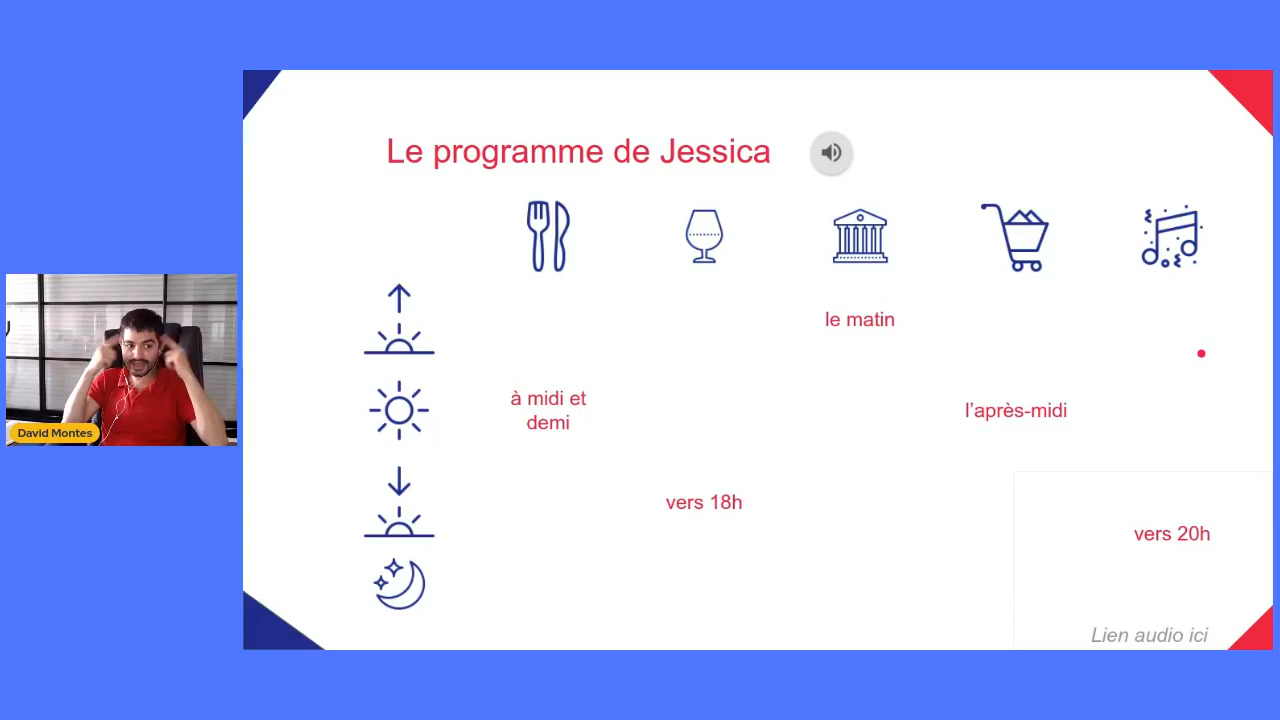 Le programme de Jessica
le matin
à midi et
demi
l'après-midi
vers 18h
vers 20h
Lien audio ici
David Montes